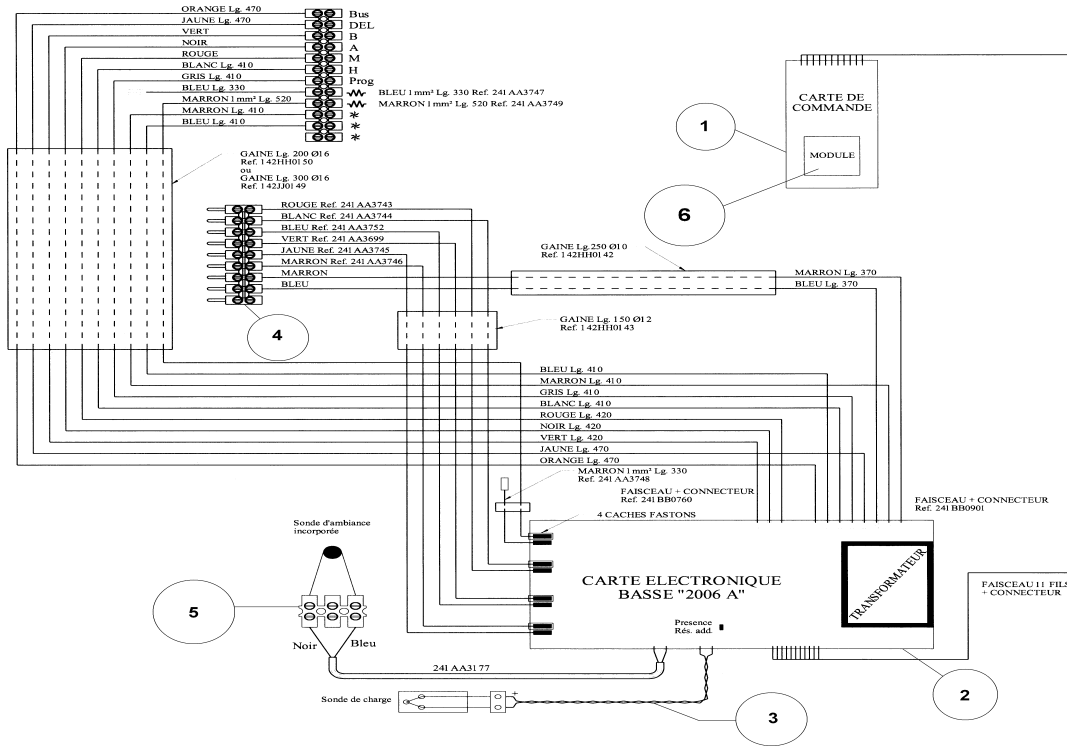 ORANGE Lg. 470 Bus
JAUNE Lg. 470 DEL
VERT B
NOIR A
ROUGE M
BLANC Lg. 410 H
GRIS Lg. 410 Prog
BLEU Lg. 330 BLEU 1mm² Lg. 330 Ref. 241 AA3747
MARRON 1mm² Lg. 520 MARRON 1mm² Lg. 520 Ref. 241 AA3749
MARRON Lg. 410 *
BLEU Lg. 410 *
*
GAINE Lg. 200 Ø16
Ref. 142HH0150
ou
GAINE Lg. 300 Ø16
Ref. 142JJ0149
CARTE DE
COMMANDE
MODULE
1
6
ROUGE Ref. 241 AA3743
BLANC Ref. 241 AA3744
BLEU Ref. 241 AA3752
VERT Ref. 241 AA3699
JAUNE Ref. 241 AA3745
MARRON Ref. 241 AA3746
MARRON
BLEU
4
GAINE Lg.250 Ø10
Ref. 142HH0142
MARRON Lg. 370
BLEU Lg. 370
GAINE Lg. 150 Ø12
Ref. 142HH0143
BLEU Lg. 410
MARRON Lg. 410
GRIS Lg. 410
BLANC Lg. 410
ROUGE Lg. 420
NOIR Lg. 420
VERT Lg. 420
JAUNE Lg. 470
ORANGE Lg. 470
MARRON 1mm² Lg. 330
Ref. 241 AA3748
FAISCEAU + CONNECTEUR
Ref. 241 BB0760
4 CACHES FASTONS
FAISCEAU + CONNECTEUR
Ref. 241 BB0901
Sonde d'ambiance
incorporée
5
Noir Bleu
241 AA3177
CARTE ELECTRONIQUE
BASSE "2006 A"
TRANSFORMATEUR
Presence
Rés. add.
FAISCEAU 11 FILS
+ CONNECTEUR
2
Sonde de charge
+
3